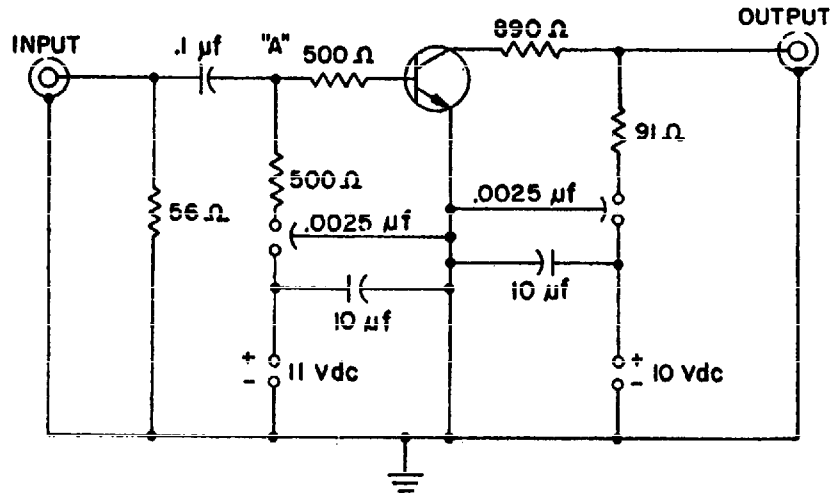 INPUT
.1 µf
"A"
500 Ω
890 Ω
OUTPUT
91 Ω
500 Ω
56 Ω
.0025 µf
.0025 µf
10 µf
10 µf
+
-
11 Vdc
+
-
10 Vdc